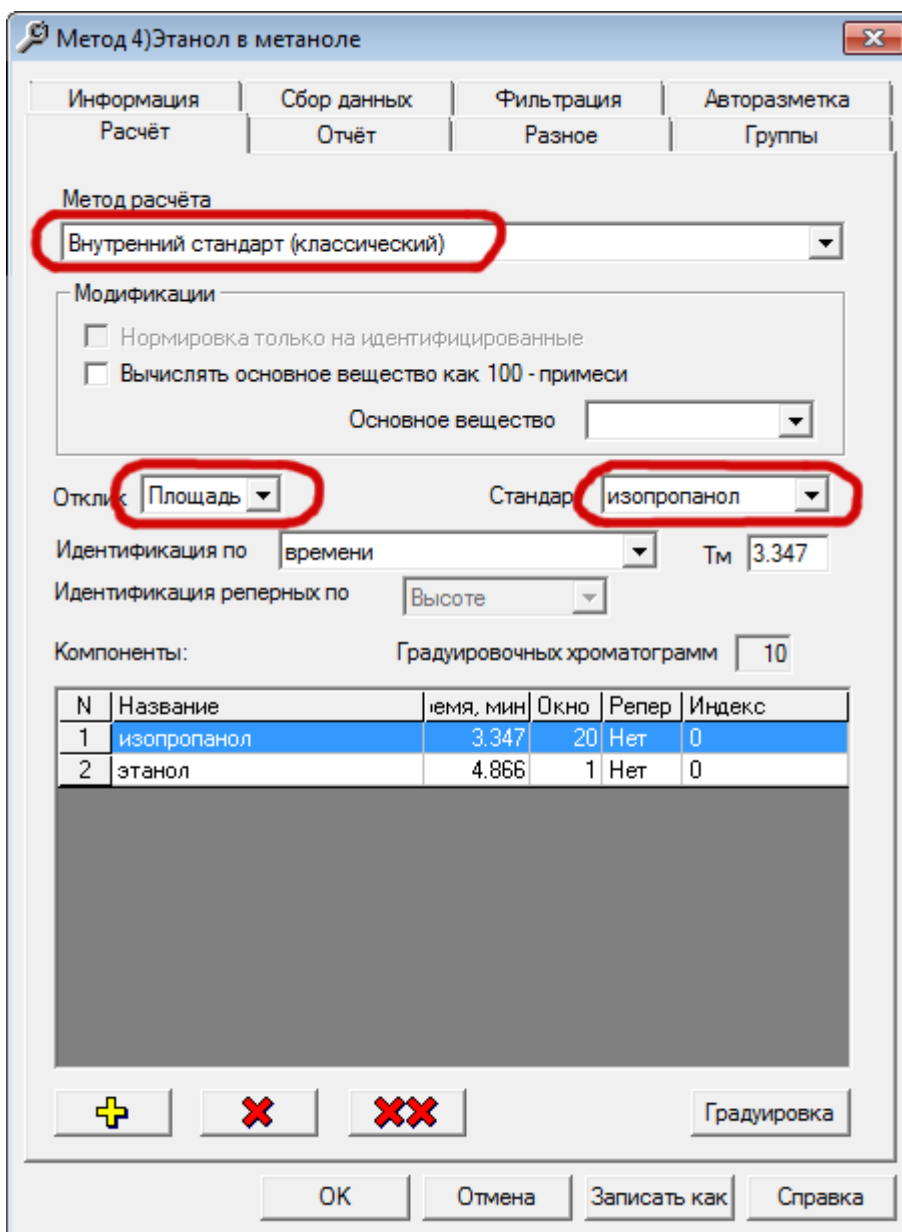 Метод 4)Этанол в метаноле
Информация Сбор данных Фильтрация Авторазметка
Расчёт Отчёт Разное Группы
Метод расчёта
Внутренний стандарт (классический)
Модификации
Нормировка только на идентифицированные
Вычислять основное вещество как 100 - примеси
Основное вещество
Отклик Площадь Стандар изопропанол
Идентификация по времени Тм 3.347
Идентификация реперных по Высоте
Компоненты: Градуировочных хроматограмм 10
N Название емя, мин Окно Репер Индекс
1 изопропанол 3.347 20 Нет 0
2 этанол 4.866 1 Нет 0
Градуировка
OK Отмена Записать как Справка